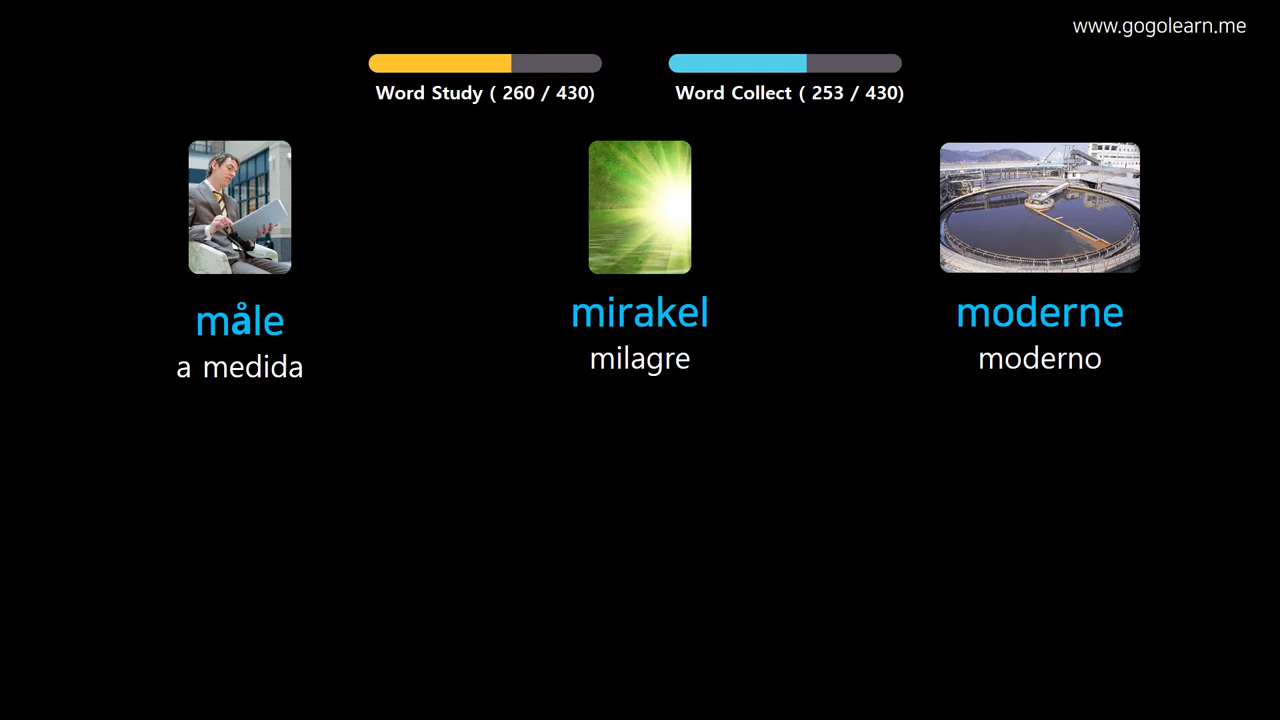 www.gogolearn.me
Word Study ( 260 / 430)
Word Collect ( 253 / 430)
måle
a medida
mirakel
milagre
moderne
moderno